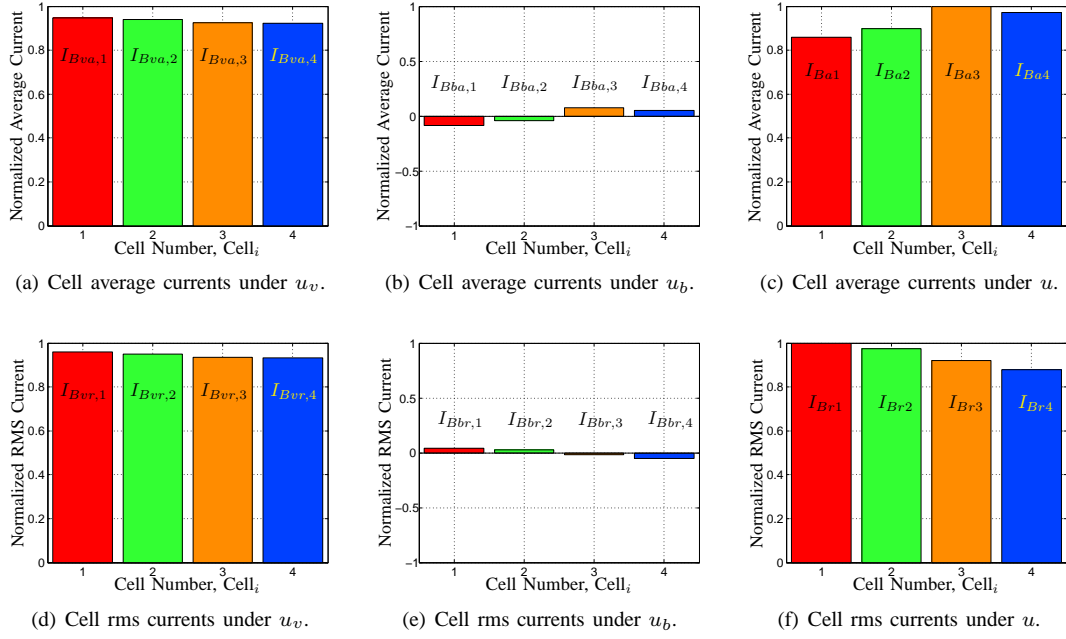 Normalized Average Current
1
0.8
0.6
0.4
0.2
0
I_{Bva,1} I_{Bva,2} I_{Bva,3} I_{Bva,4}
1 2 3 4
Cell Number, Cell_i
(a) Cell average currents under u_v.
Normalized Average Current
1
0.5
0
−0.5
−1
I_{Bba,1} I_{Bba,2} I_{Bba,3} I_{Bba,4}
1 2 3 4
Cell Number, Cell_i
(b) Cell average currents under u_b.
Normalized Average Current
1
0.8
0.6
0.4
0.2
0
I_{Ba1} I_{Ba2} I_{Ba3} I_{Ba4}
1 2 3 4
Cell Number, Cell_i
(c) Cell average currents under u.
Normalized RMS Current
1
0.8
0.6
0.4
0.2
0
I_{Bvr,1} I_{Bvr,2} I_{Bvr,3} I_{Bvr,4}
1 2 3 4
Cell Number, Cell_i
(d) Cell rms currents under u_v.
Normalized RMS Current
1
0.5
0
−0.5
−1
I_{Bbr,1} I_{Bbr,2} I_{Bbr,3} I_{Bbr,4}
1 2 3 4
Cell Number, Cell_i
(e) Cell rms currents under u_b.
Normalized RMS Current
1
0.8
0.6
0.4
0.2
0
I_{Br1} I_{Br2} I_{Br3} I_{Br4}
1 2 3 4
Cell Number, Cell_i
(f) Cell rms currents under u.